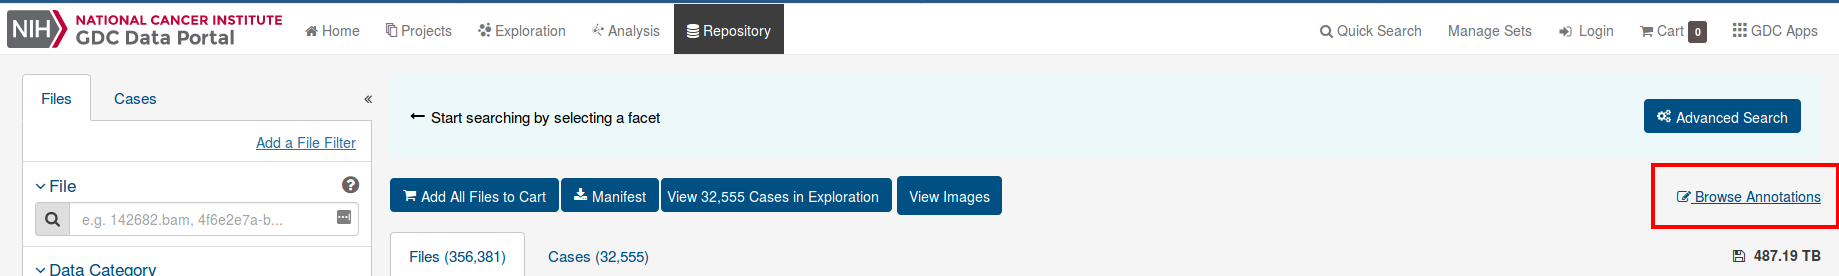 NIH NATIONAL CANCER INSTITUTE
GDC Data Portal
Home Projects Exploration Analysis Repository Quick Search Manage Sets Login Cart 0 GDC Apps
Files Cases «
Start searching by selecting a facet
Advanced Search
Add a File Filter
File ?
e.g. 142682.bam, 4f6e2e7a-b...
Add All Files to Cart Manifest View 32,555 Cases in Exploration View Images Browse Annotations
Files (356,381) Cases (32,555) 487.19 TB
Data Category